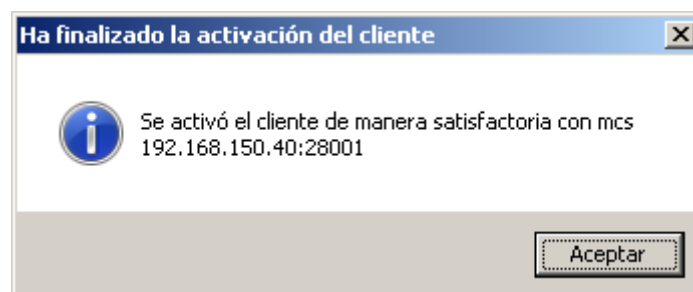 Ha finalizado la activación del cliente
Se activó el cliente de manera satisfactoria con mcs
192.168.150.40:28001
Aceptar